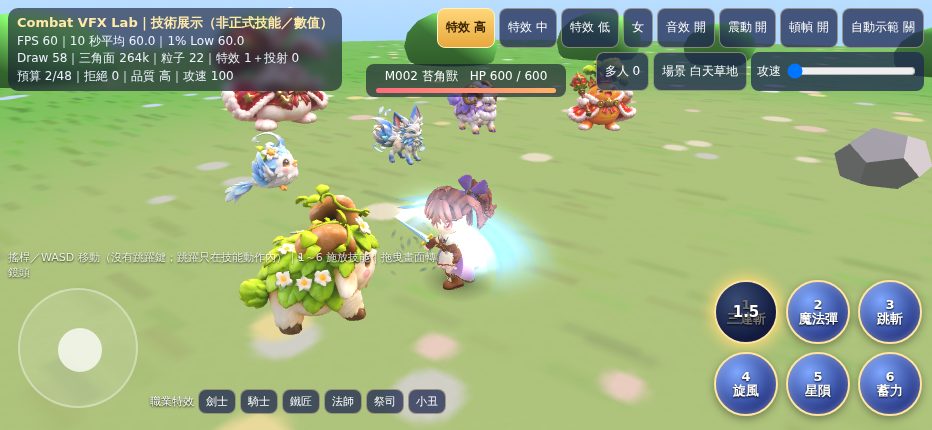 Combat VFX Lab｜技術展示（非正式技能／數值）
FPS 60｜10 秒平均 60.0｜1% Low 60.0
Draw 58｜三角面 264k｜粒子 22｜特效 1＋投射 0
預算 2/48｜拒絕 0｜品質 高｜攻速 100
特效 高
特效 中
特效 低
女
音效 開
震動 開
頓幀 開
自動示範 關
M002 苔角獸 HP 600 / 600
多人 0
場景 白天草地
攻速
搖桿／WASD 移動（沒有跳躍鍵；跳躍只在技能動作內）｜1～6 施放技能｜拖曳畫面轉
鏡頭
1
1.5
三連斬
2
魔法彈
3
跳斬
4
旋風
5
星隕
6
蓄力
職業特效
劍士
騎士
鐵匠
法師
祭司
小丑